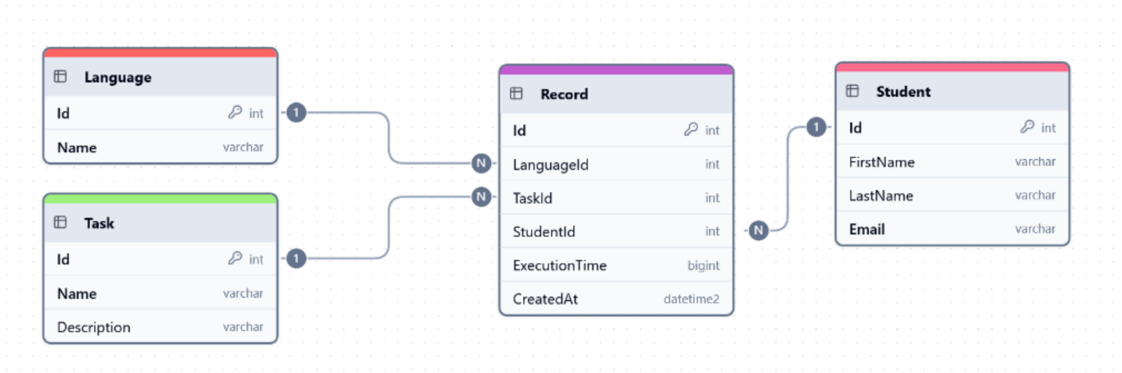 Language
Id int
Name varchar
Task
Id int
Name varchar
Description varchar
1
1
N
N
Record
Id int
LanguageId int
TaskId int
StudentId int
ExecutionTime bigint
CreatedAt datetime2
N
1
Student
Id int
FirstName varchar
LastName varchar
Email varchar